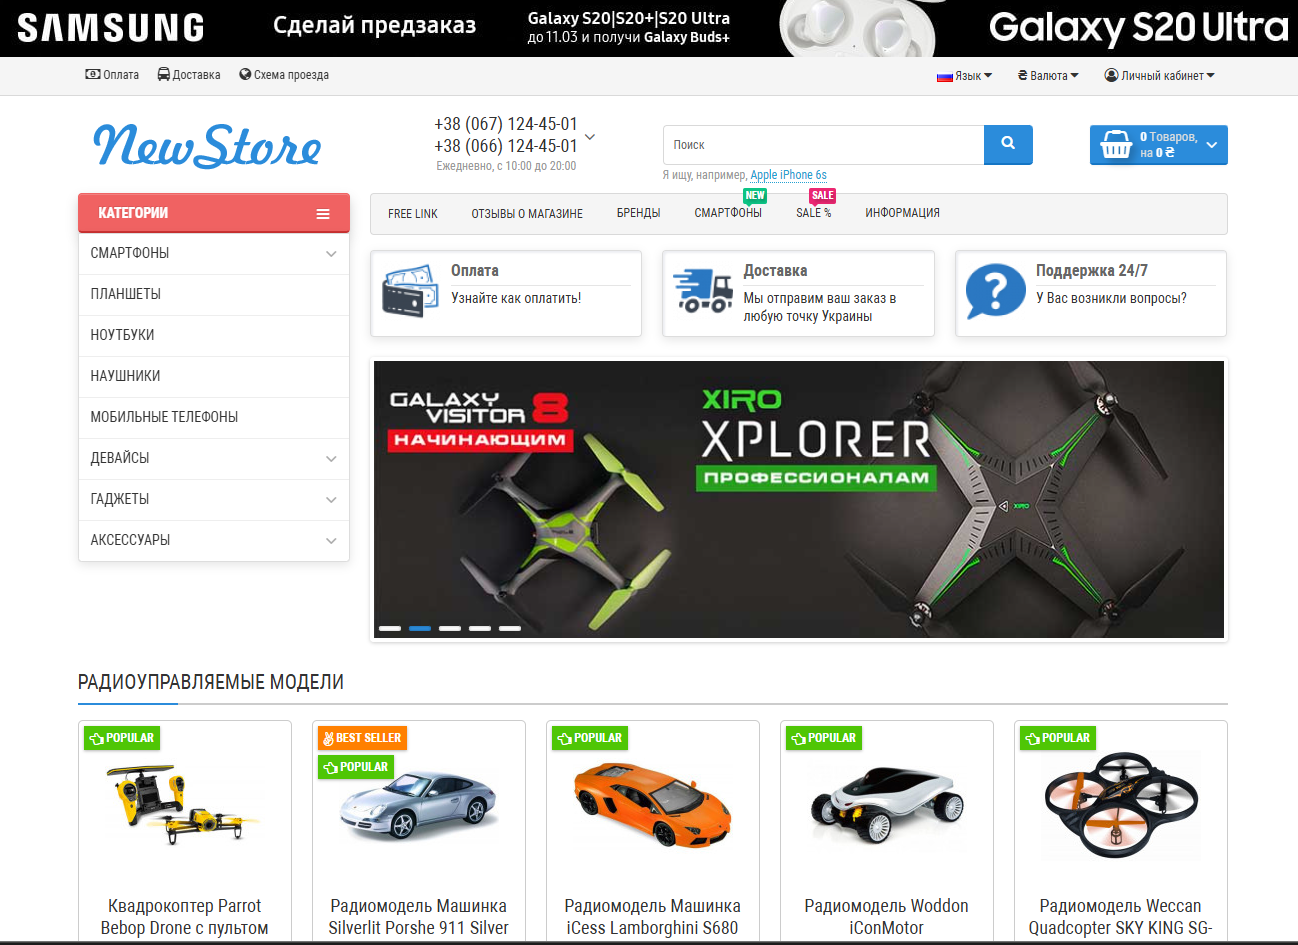 SAMSUNG
Сделай предзаказ
Galaxy S20|S20+|S20 Ultra
до 11.03 и получи Galaxy Buds+
Galaxy S20 Ultra
Оплата
Доставка
Схема проезда
Язык
₴ Валюта
Личный кабинет
NewStore
+38 (067) 124-45-01
+38 (066) 124-45-01
Ежедневно, с 10:00 до 20:00
Поиск
Я ищу, например, Apple iPhone 6s
0 Товаров,
на 0 ₴
КАТЕГОРИИ
СМАРТФОНЫ
ПЛАНШЕТЫ
НОУТБУКИ
НАУШНИКИ
МОБИЛЬНЫЕ ТЕЛЕФОНЫ
ДЕВАЙСЫ
ГАДЖЕТЫ
АКСЕССУАРЫ
NEW
SALE
FREE LINK
ОТЗЫВЫ О МАГАЗИНЕ
БРЕНДЫ
СМАРТФОНЫ
SALE %
ИНФОРМАЦИЯ
Оплата
Узнайте как оплатить!
Доставка
Мы отправим ваш заказ в
любую точку Украины
Поддержка 24/7
У Вас возникли вопросы?
GALAXY
VISITOR 8
НАЧИНАЮЩИМ
XIRO
XPLORER
ПРОФЕССИОНАЛАМ
XIRO
РАДИОУПРАВЛЯЕМЫЕ МОДЕЛИ
POPULAR
Квадрокоптер Parrot
Bebop Drone с пультом
BEST SELLER
POPULAR
Радиомодель Машинка
Silverlit Porshe 911 Silver
POPULAR
Радиомодель Машинка
iCess Lamborghini S680
POPULAR
Радиомодель Woddon
iConMotor
POPULAR
Радиомодель Weccan
Quadcopter SKY KING SG-